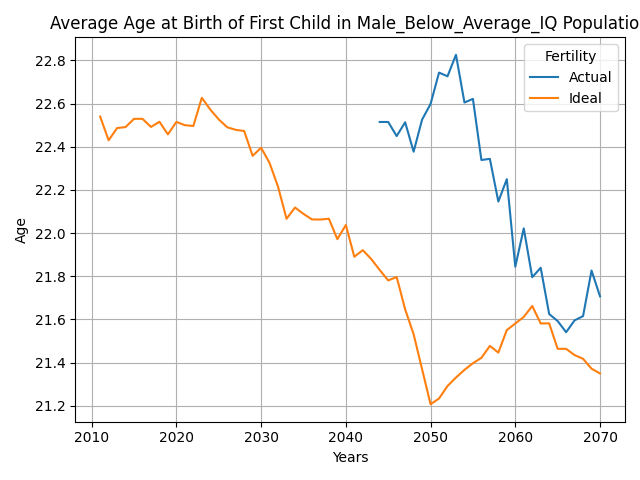 Average Age at Birth of First Child in Male_Below_Average_IQ Populatio
Fertility
Actual
Ideal
22.8
22.6
22.4
22.2
22.0
21.8
21.6
21.4
21.2
Age
2010 2020 2030 2040 2050 2060 2070
Years